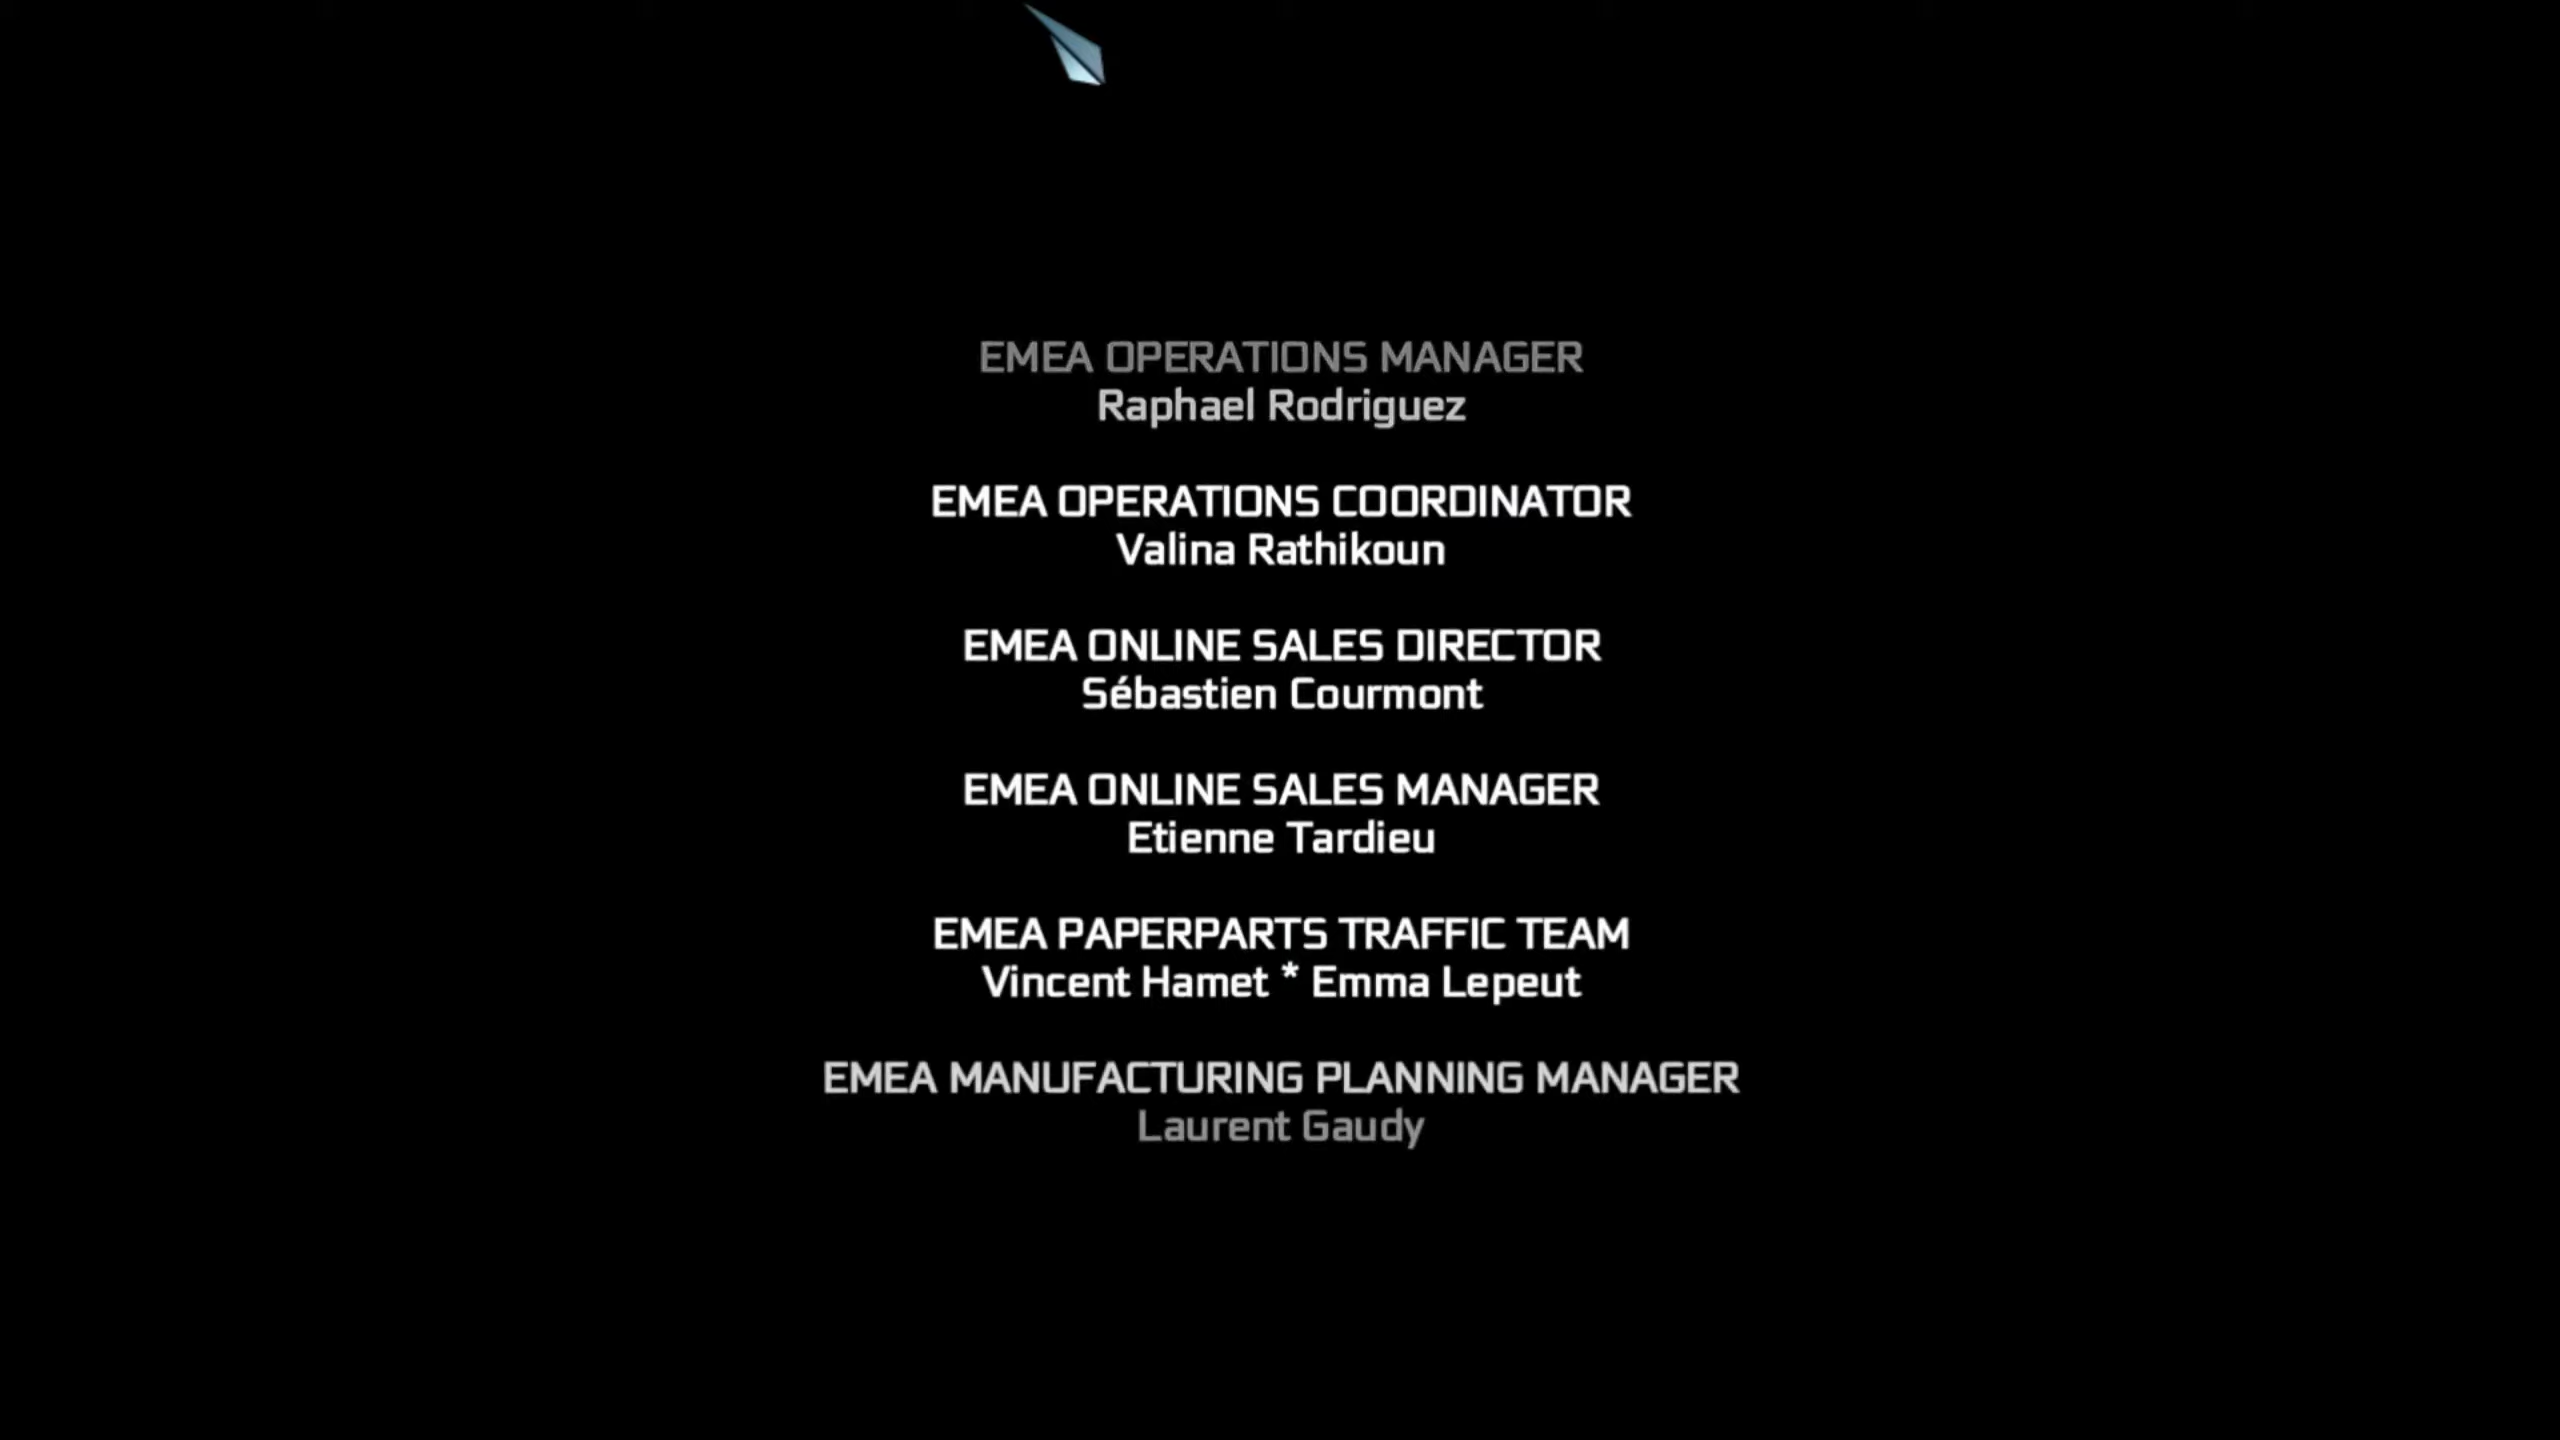 EMEA OPERATIONS MANAGER
Raphael Rodriguez
EMEA OPERATIONS COORDINATOR
Valina Rathikoun
EMEA ONLINE SALES DIRECTOR
Sébastien Courmont
EMEA ONLINE SALES MANAGER
Etienne Tardieu
EMEA PAPERPARTS TRAFFIC TEAM
Vincent Hamet * Emma Lepeut
EMEA MANUFACTURING PLANNING MANAGER
Laurent Gaudy